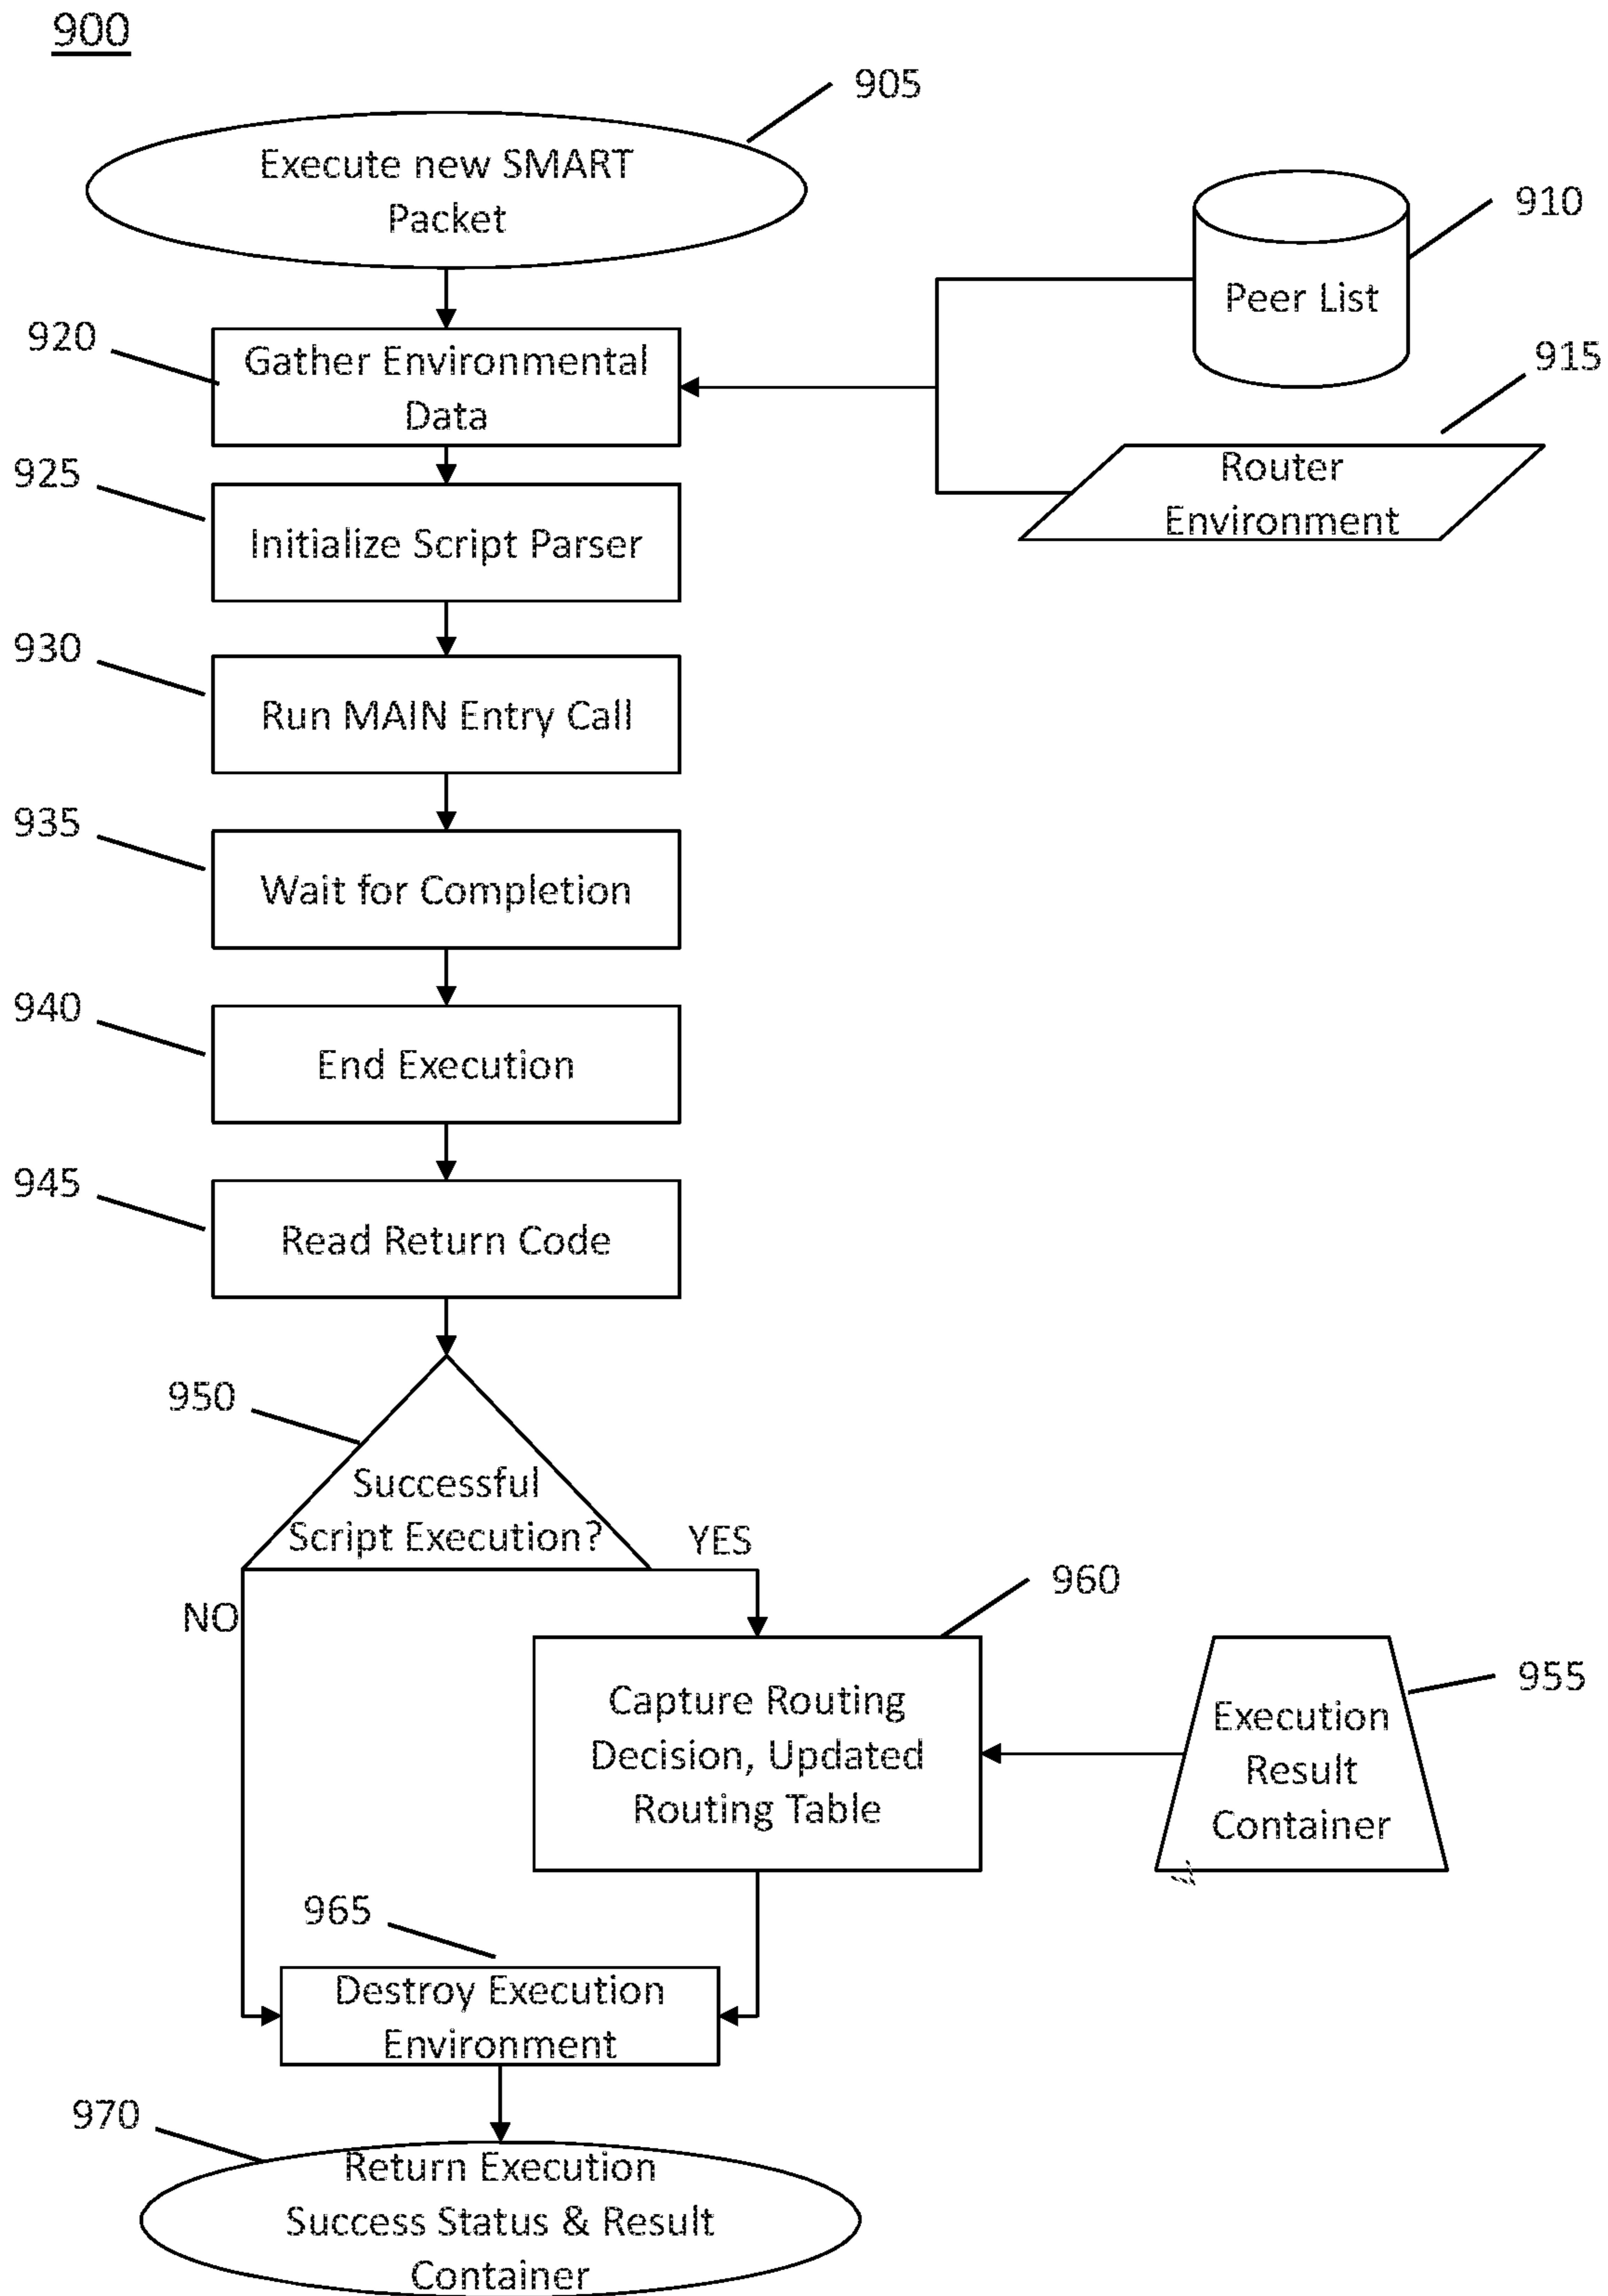 900
905
Execute new SMART
Packet
910
Peer List
920
Gather Environmental
Data
915
Router
Environment
925
Initialize Script Parser
930
Run MAIN Entry Call
935
Wait for Completion
940
End Execution
945
Read Return Code
950
Successful
Script Execution?
YES
NO
960
Capture Routing
Decision, Updated
Routing Table
955
Execution
Result
Container
965
Destroy Execution
Environment
970
Return Execution
Success Status & Result
Container